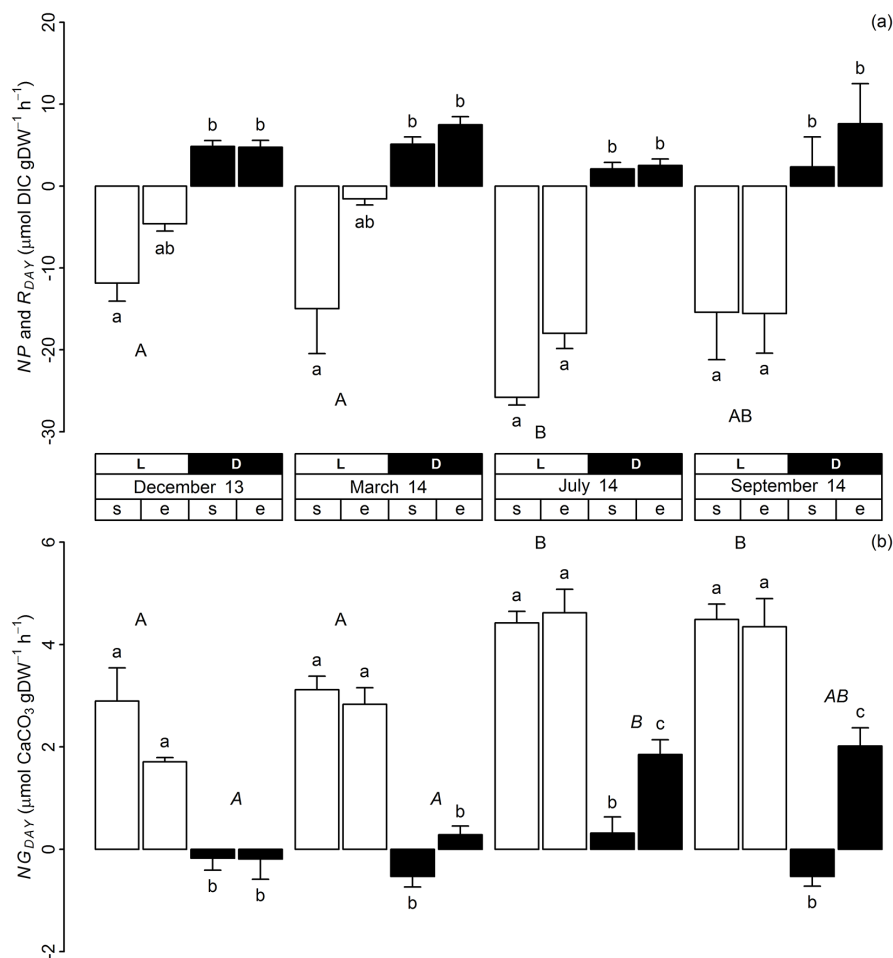 (a)
NP and R_DAY (μmol DIC gDW⁻¹ h⁻¹)
20
10
0
-10
-20
-30
b b b b b b b b
a ab a ab a a a a
A A B AB
L D L D L D L D
December 13 March 14 July 14 September 14
s e s e s e s e s e s e s e s e
(b)
NG_DAY (μmol CaCO₃ gDW⁻¹ h⁻¹)
6
4
2
0
-2
A A B B
a a a a a a a a
A A B AB
b b b b b c b c